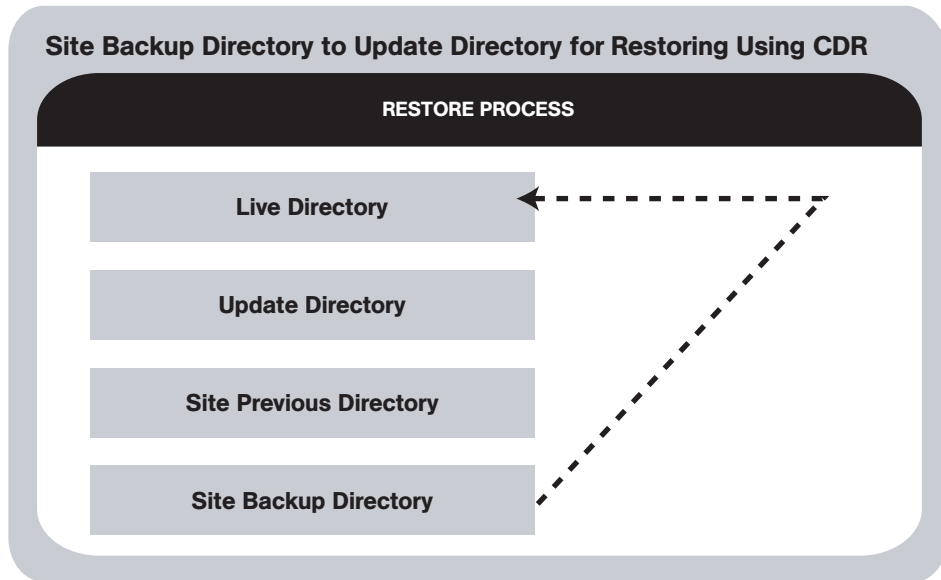 Site Backup Directory to Update Directory for Restoring Using CDR
RESTORE PROCESS
Live Directory
Update Directory
Site Previous Directory
Site Backup Directory